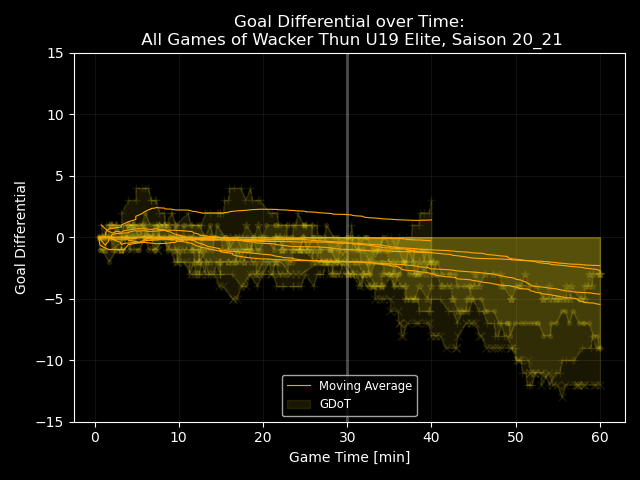 Goal Differential over Time:
All Games of Wacker Thun U19 Elite, Saison 20_21
15
10
5
0
−5
−10
−15
Goal Differential
Moving Average
GDoT
0 10 20 30 40 50 60
Game Time [min]